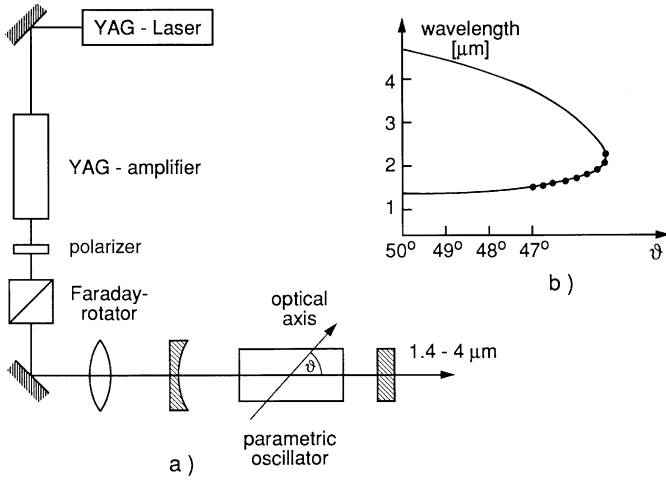 YAG - Laser
YAG - amplifier
polarizer
Faraday-
rotator
optical
axis
ϑ
1.4 - 4 μm
parametric
oscillator
a )
wavelength
[μm]
4
3
2
1
50° 49° 48° 47° ϑ
b )